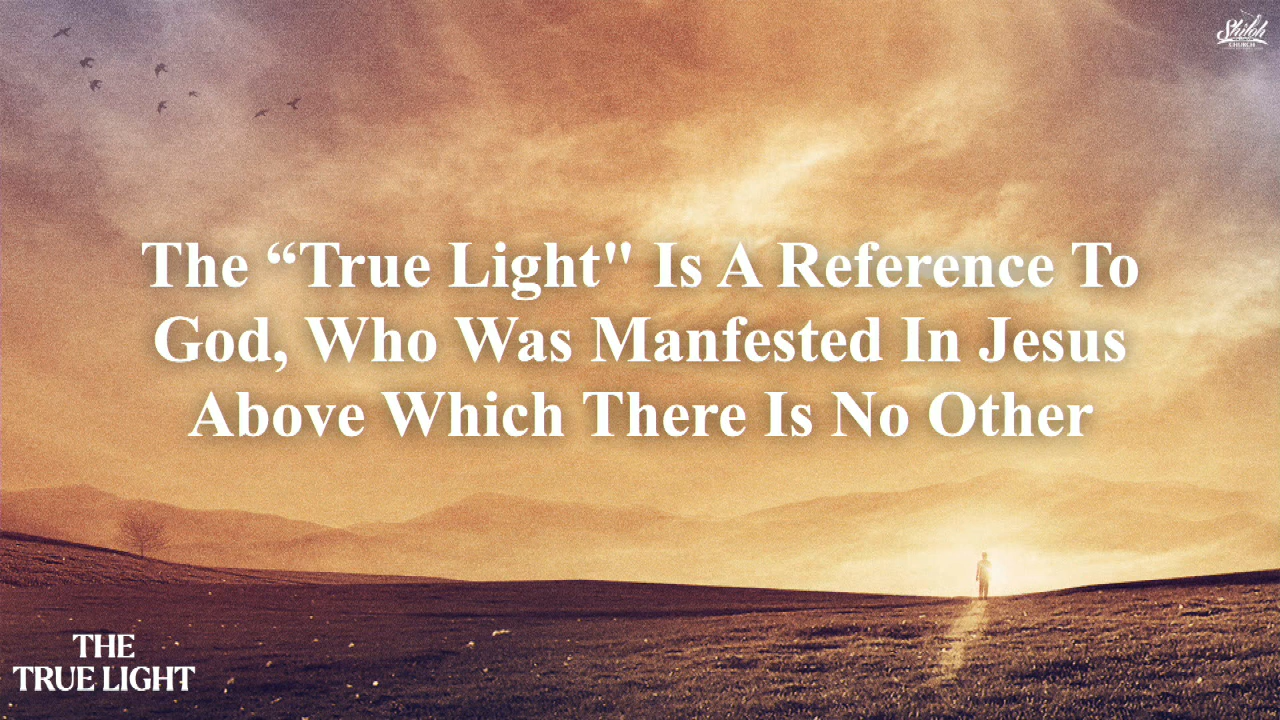 Shiloh
CHURCH
The “True Light" Is A Reference To
God, Who Was Manfested In Jesus
Above Which There Is No Other
THE
TRUE LIGHT